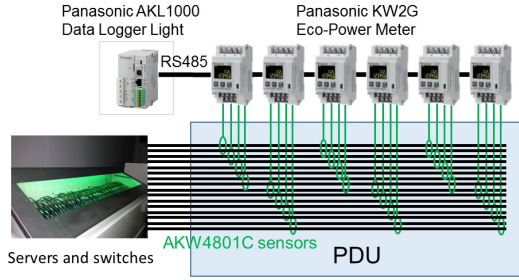 Panasonic AKL1000
Data Logger Light
Panasonic KW2G
Eco-Power Meter
RS485
AKW4801C sensors
PDU
Servers and switches